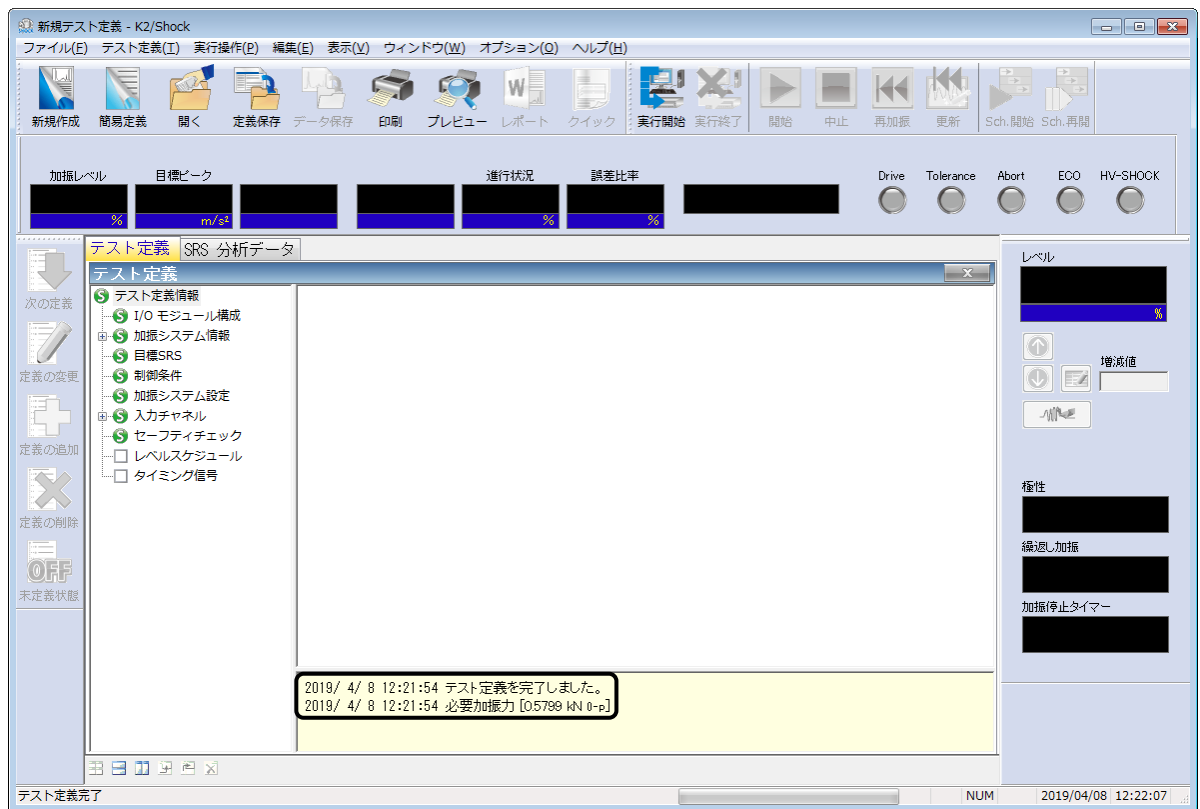 新規テスト定義 - K2/Shock
ファイル(F) テスト定義(T) 実行操作(P) 編集(E) 表示(V) ウィンドウ(W) オプション(O) ヘルプ(H)
新規作成 簡易定義 開く 定義保存 データ保存 印刷 プレビュー レポート クイック 実行開始 実行終了 開始 中止 再加振 更新 Sch.開始 Sch.再開
加振レベル 目標ピーク 進行状況 誤差比率 Drive Tolerance Abort ECO HV-SHOCK
% m/s² % %
テスト定義 SRS 分析データ
テスト定義
次の定義
定義の変更
定義の追加
定義の削除
OFF
未定義状態
テスト定義情報
I/O モジュール構成
加振システム情報
目標SRS
制御条件
加振システム設定
入力チャネル
セーフティチェック
レベルスケジュール
タイミング信号
2019/ 4/ 8 12:21:54 テスト定義を完了しました。
2019/ 4/ 8 12:21:54 必要加振力 [0.5799 kN 0-p]
レベル
%
増減値
極性
繰返し加振
加振停止タイマー
テスト定義完了 NUM 2019/04/08 12:22:07